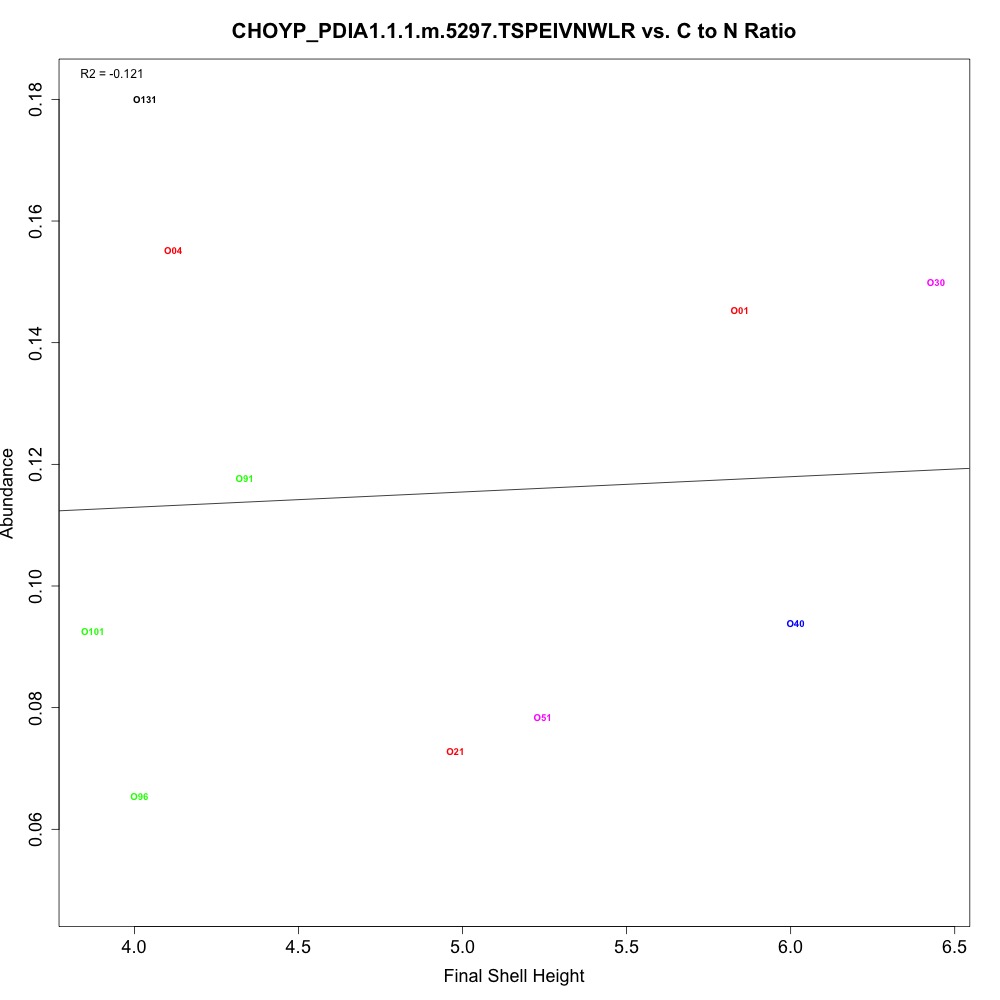 CHOYP_PDIA1.1.1.m.5297.TSPEIVNWLR vs. C to N Ratio
R2 = -0.121
0.18
O131
0.16
O04
O30
O01
0.14
0.12
O91
Abundance
0.10
O101
O40
0.08
O51
O21
O96
0.06
4.0 4.5 5.0 5.5 6.0 6.5
Final Shell Height